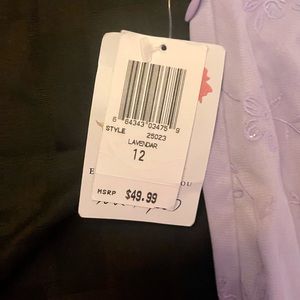 6 64343 03475 9
STYLE 25023
LAVENDAR
12
MSRP $49.99